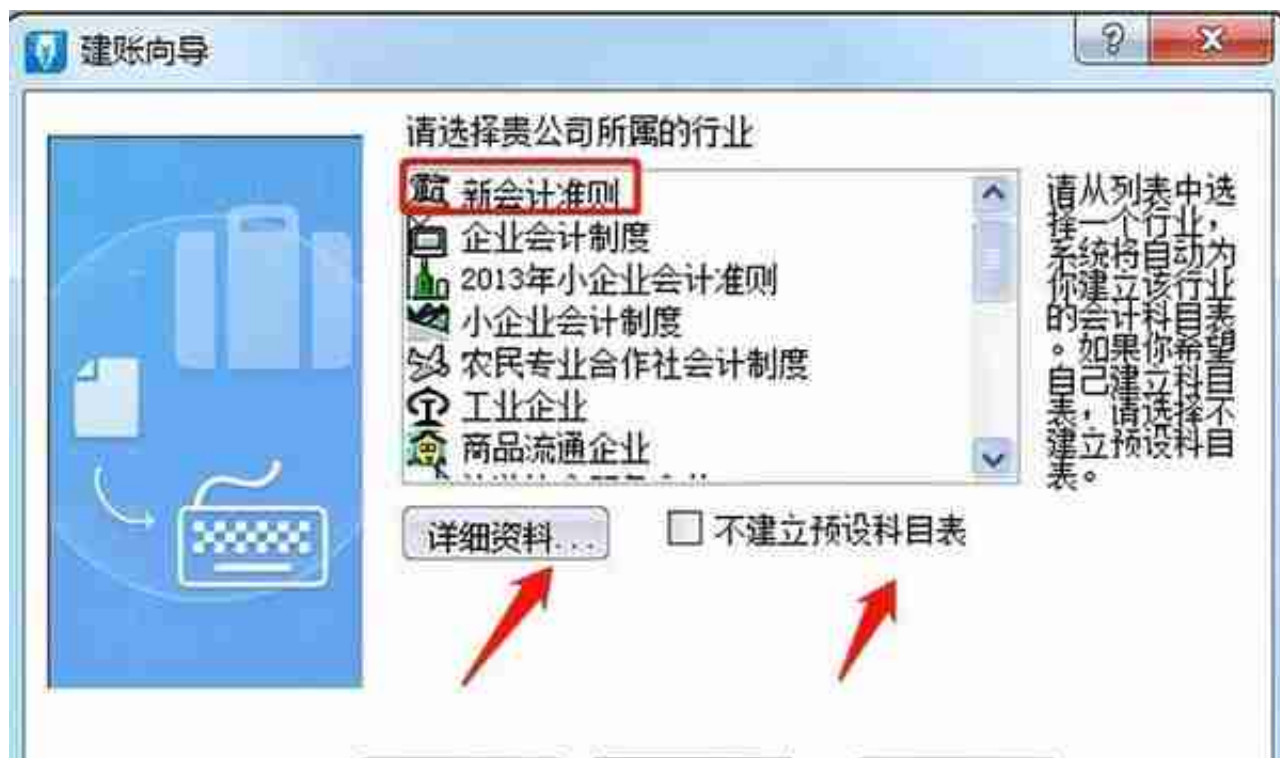 建账向导
请选择贵公司所属的行业
新会计准则
企业会计制度
2013年小企业会计准则
小企业会计制度
农民专业合作社会计制度
工业企业
商品流通企业
请从列表中选
择一个行业，
系统将自动为
你建立该行业
的会计科目表
。如果你希望
自己建立科目
表，请选择不
建立预设科目
表。
详细资料...
不建立预设科目表